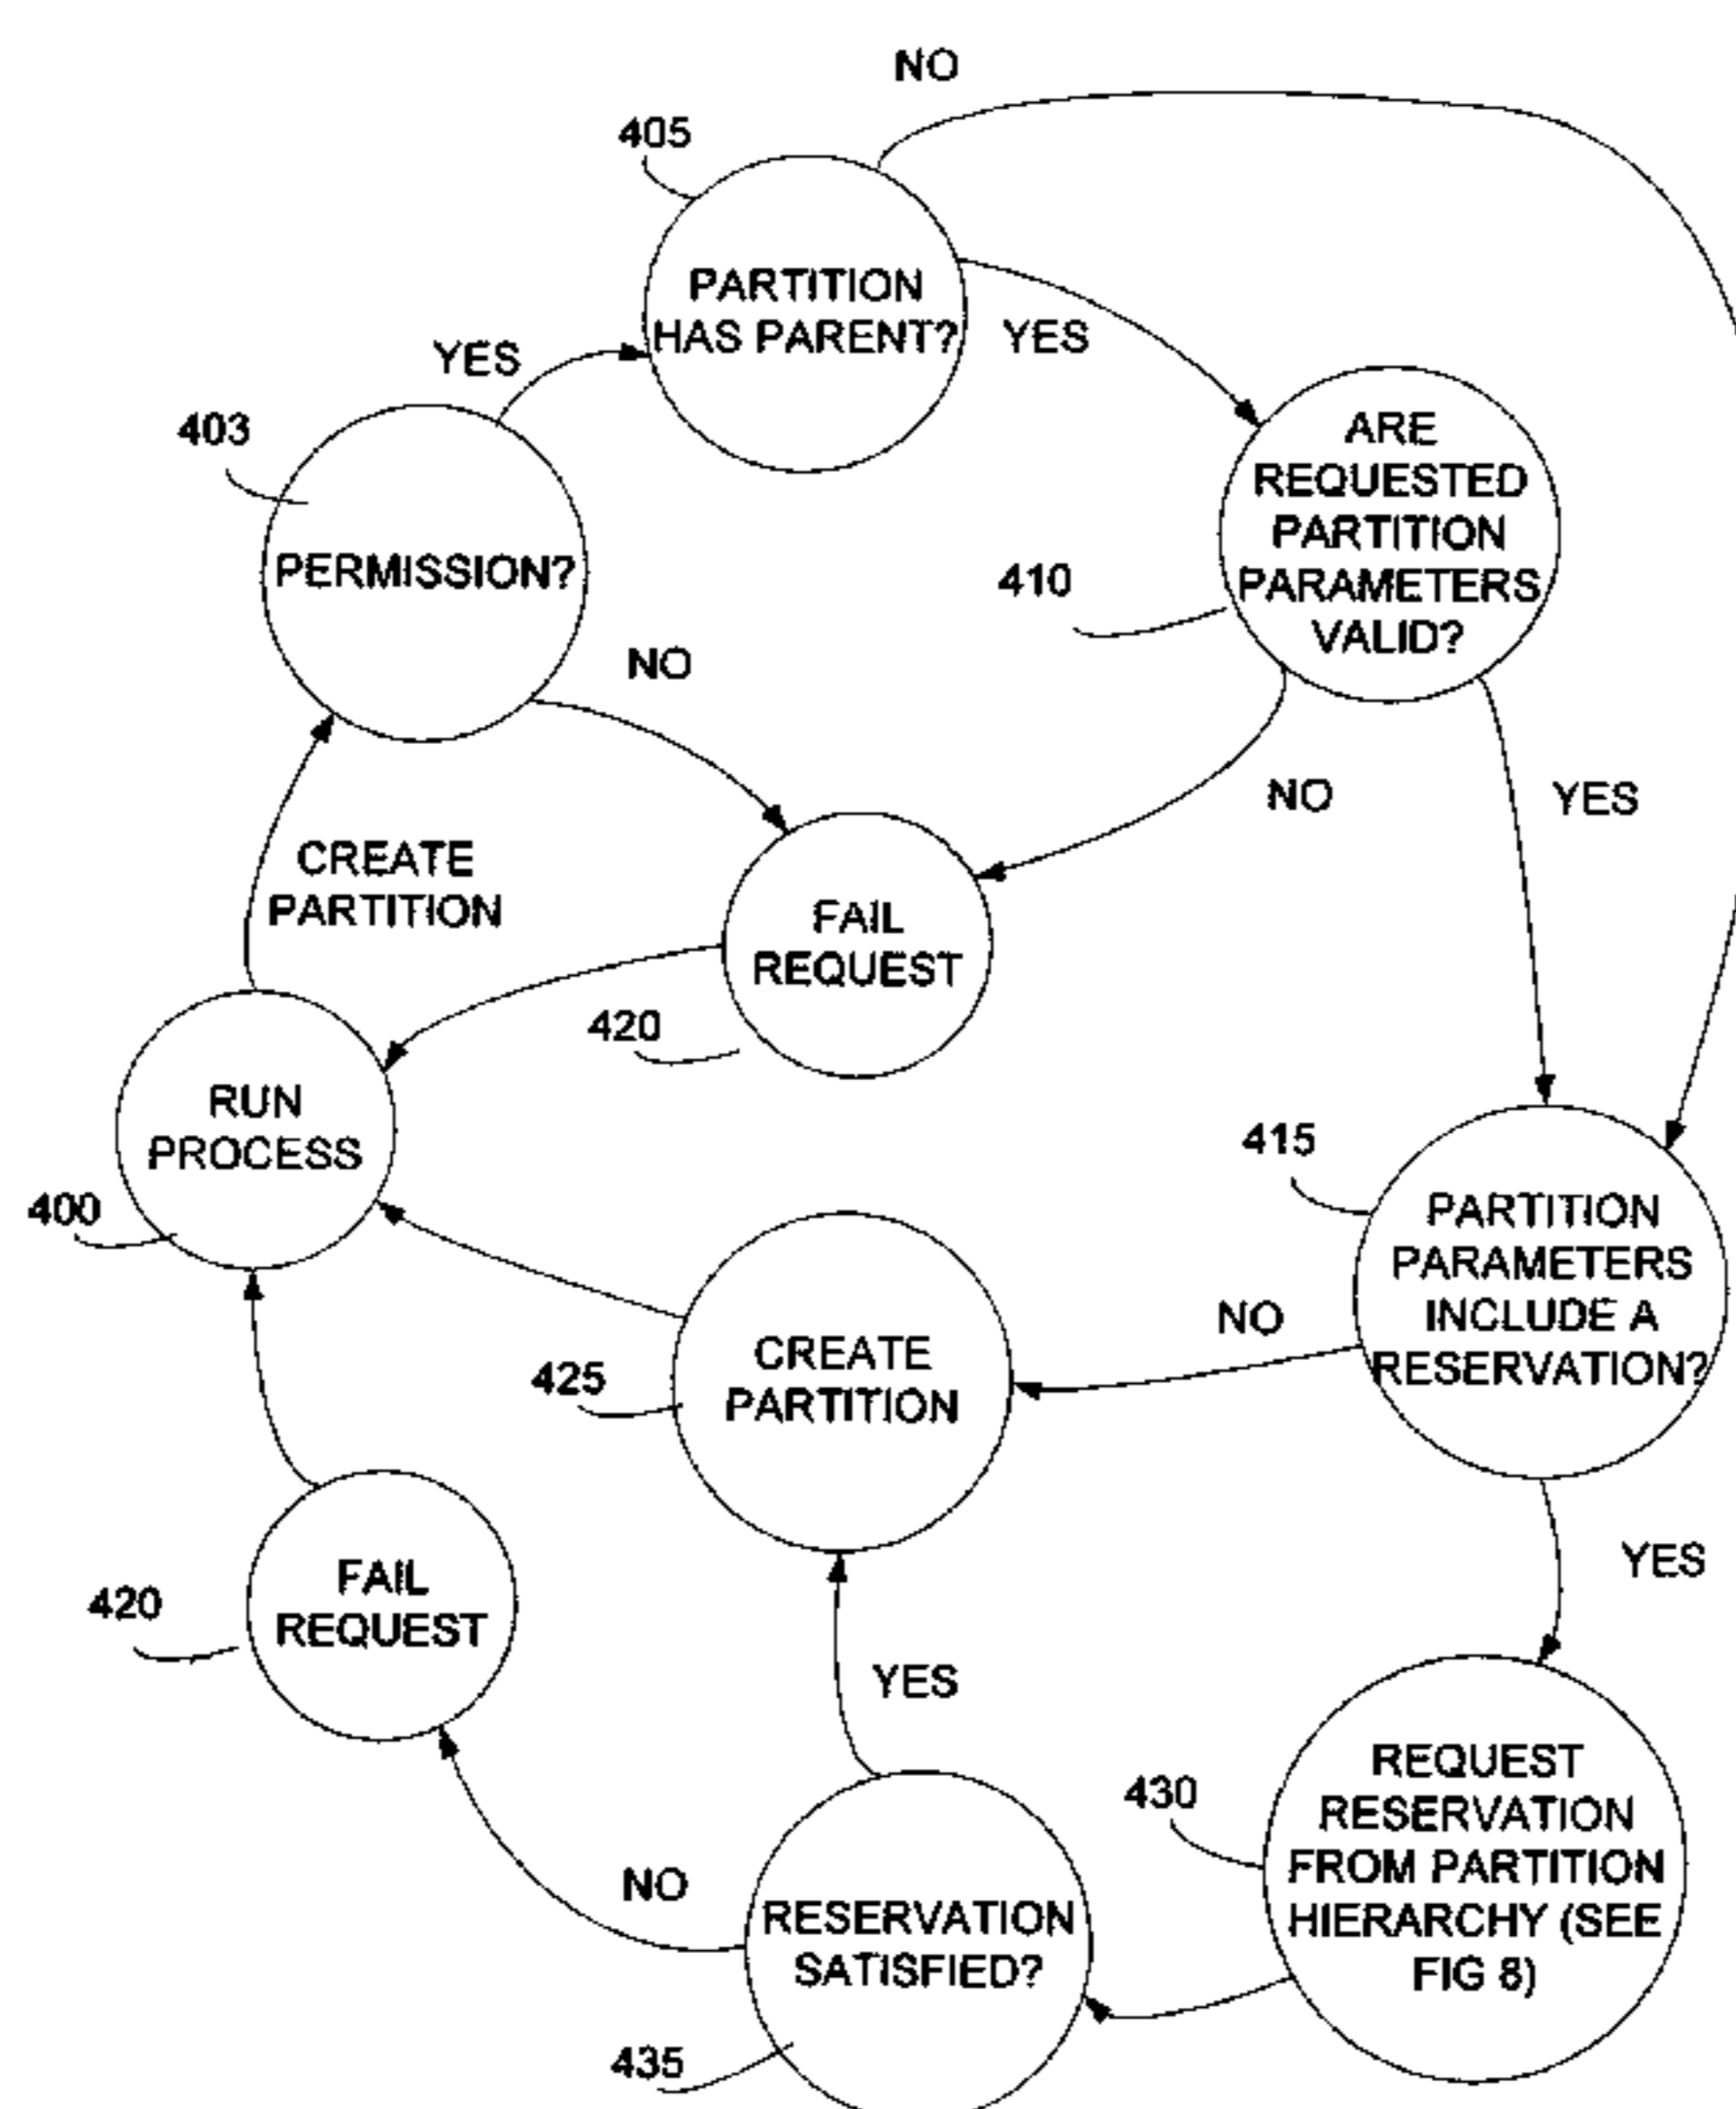 NO
405
PARTITION
HAS PARENT?
YES
YES
403
PERMISSION?
ARE
REQUESTED
PARTITION
PARAMETERS
VALID?
410
NO
NO
YES
CREATE
PARTITION
FAIL
REQUEST
420
RUN
PROCESS
400
415
PARTITION
PARAMETERS
INCLUDE A
RESERVATION?
NO
CREATE
PARTITION
425
YES
FAIL
REQUEST
420
YES
REQUEST
RESERVATION
FROM PARTITION
HIERARCHY (SEE
FIG 8)
430
NO
RESERVATION
SATISFIED?
435